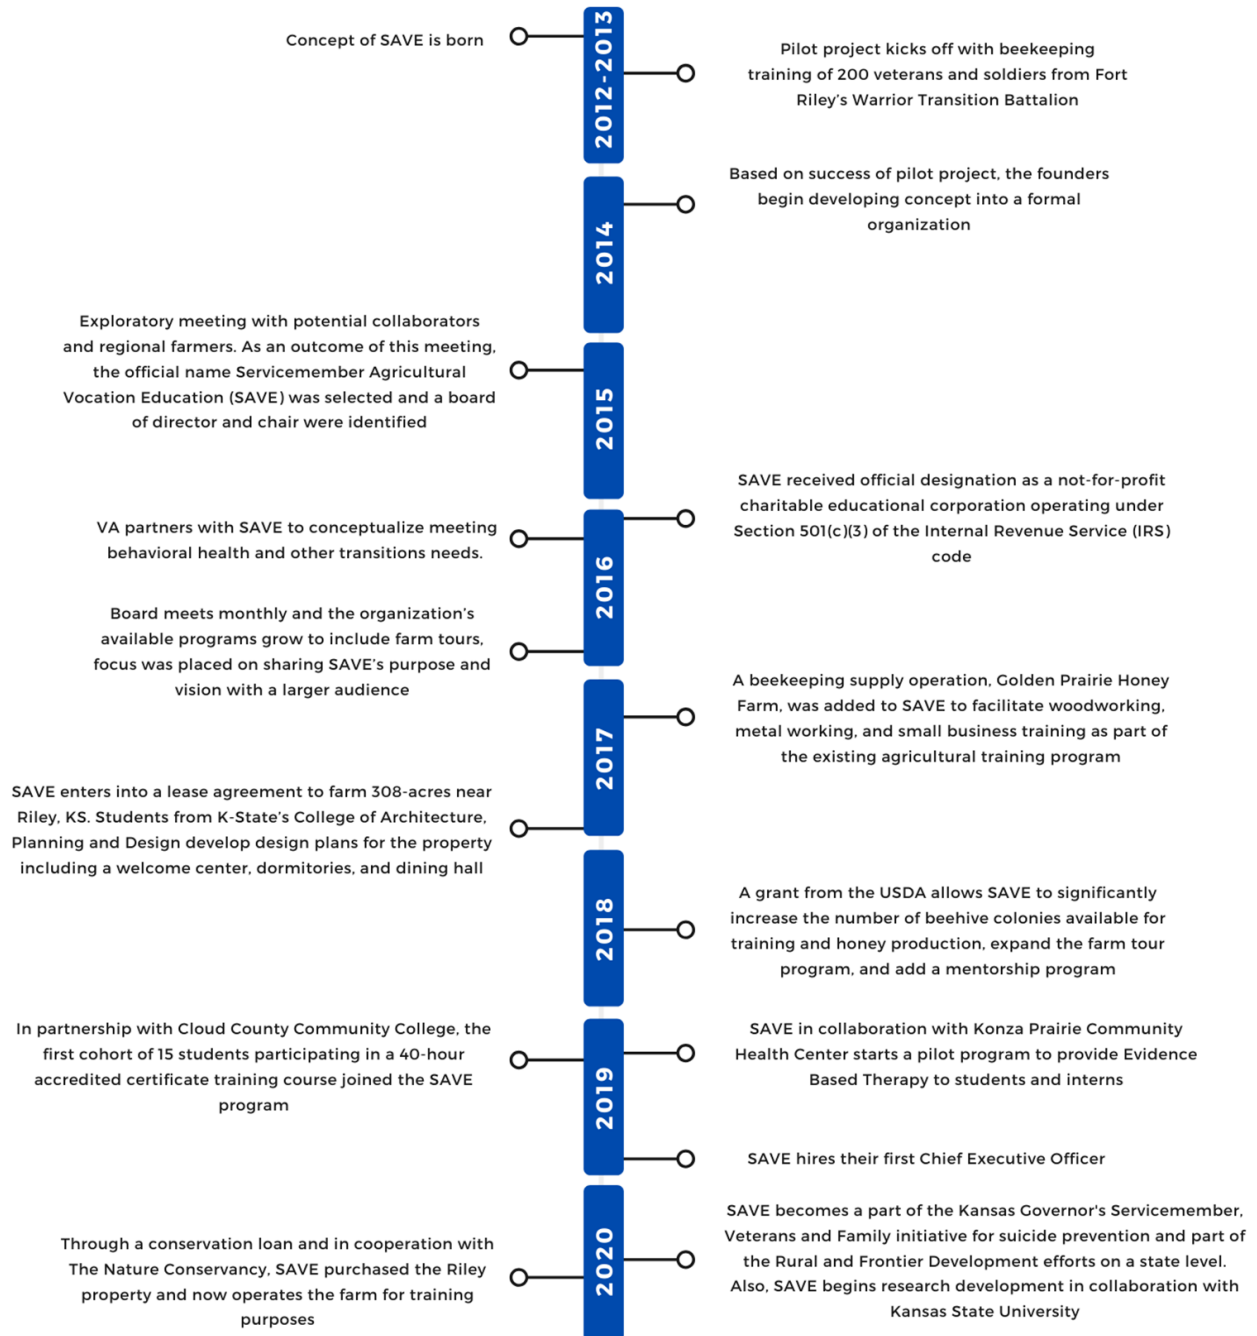 Concept of SAVE is born
2012-2013
Pilot project kicks off with beekeeping
training of 200 veterans and soldiers from Fort
Riley's Warrior Transition Battalion
Based on success of pilot project, the founders
begin developing concept into a formal
organization
2014
Exploratory meeting with potential collaborators
and regional farmers. As an outcome of this meeting,
the official name Servicemember Agricultural
Vocation Education (SAVE) was selected and a board
of director and chair were identified
2015
SAVE received official designation as a not-for-profit
charitable educational corporation operating under
Section 501(c)(3) of the Internal Revenue Service (IRS)
code
VA partners with SAVE to conceptualize meeting
behavioral health and other transitions needs.
2016
Board meets monthly and the organization's
available programs grow to include farm tours,
focus was placed on sharing SAVE's purpose and
vision with a larger audience
A beekeeping supply operation, Golden Prairie Honey
Farm, was added to SAVE to facilitate woodworking,
metal working, and small business training as part of
the existing agricultural training program
2017
SAVE enters into a lease agreement to farm 308-acres near
Riley, KS. Students from K-State's College of Architecture,
Planning and Design develop design plans for the property
including a welcome center, dormitories, and dining hall
2018
A grant from the USDA allows SAVE to significantly
increase the number of beehive colonies available for
training and honey production, expand the farm tour
program, and add a mentorship program
In partnership with Cloud County Community College, the
first cohort of 15 students participating in a 40-hour
accredited certificate training course joined the SAVE
program
2019
SAVE in collaboration with Konza Prairie Community
Health Center starts a pilot program to provide Evidence
Based Therapy to students and interns
SAVE hires their first Chief Executive Officer
2020
SAVE becomes a part of the Kansas Governor's Servicemember,
Veterans and Family initiative for suicide prevention and part of
the Rural and Frontier Development efforts on a state level.
Also, SAVE begins research development in collaboration with
Kansas State University
Through a conservation loan and in cooperation with
The Nature Conservancy, SAVE purchased the Riley
property and now operates the farm for training
purposes